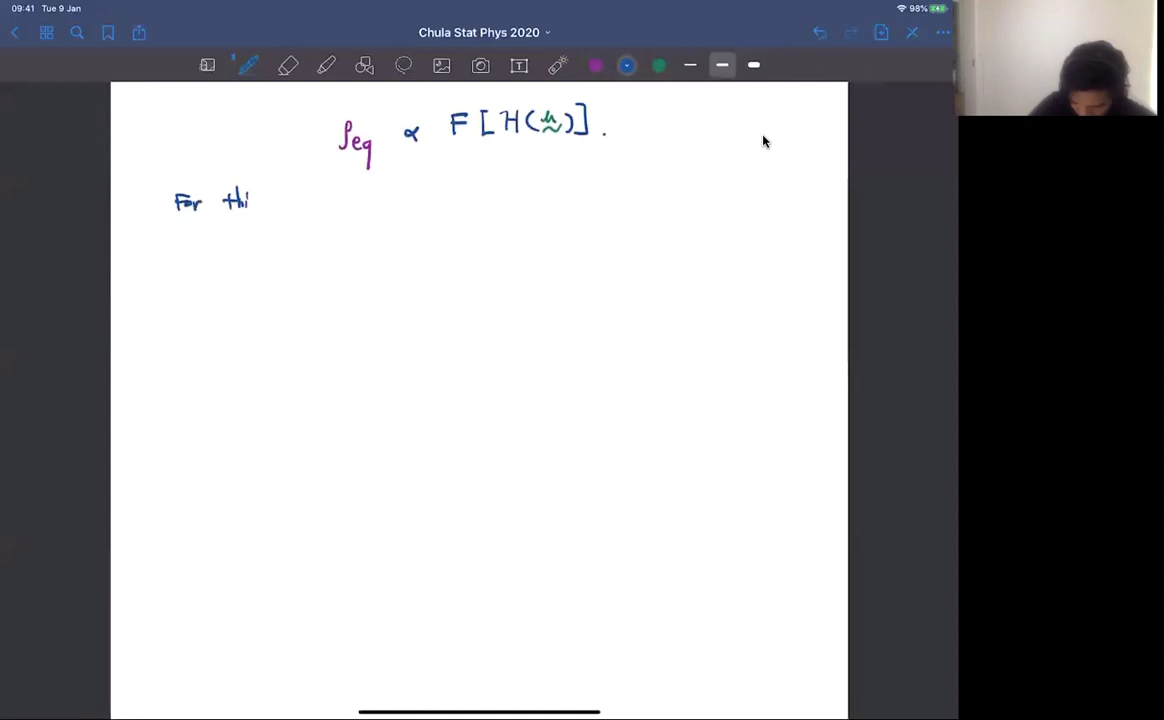 09:41 Tue 9 Jan
98%
Chula Stat Phys 2020
ρeq ∝ F [H(μ)] .
For thi